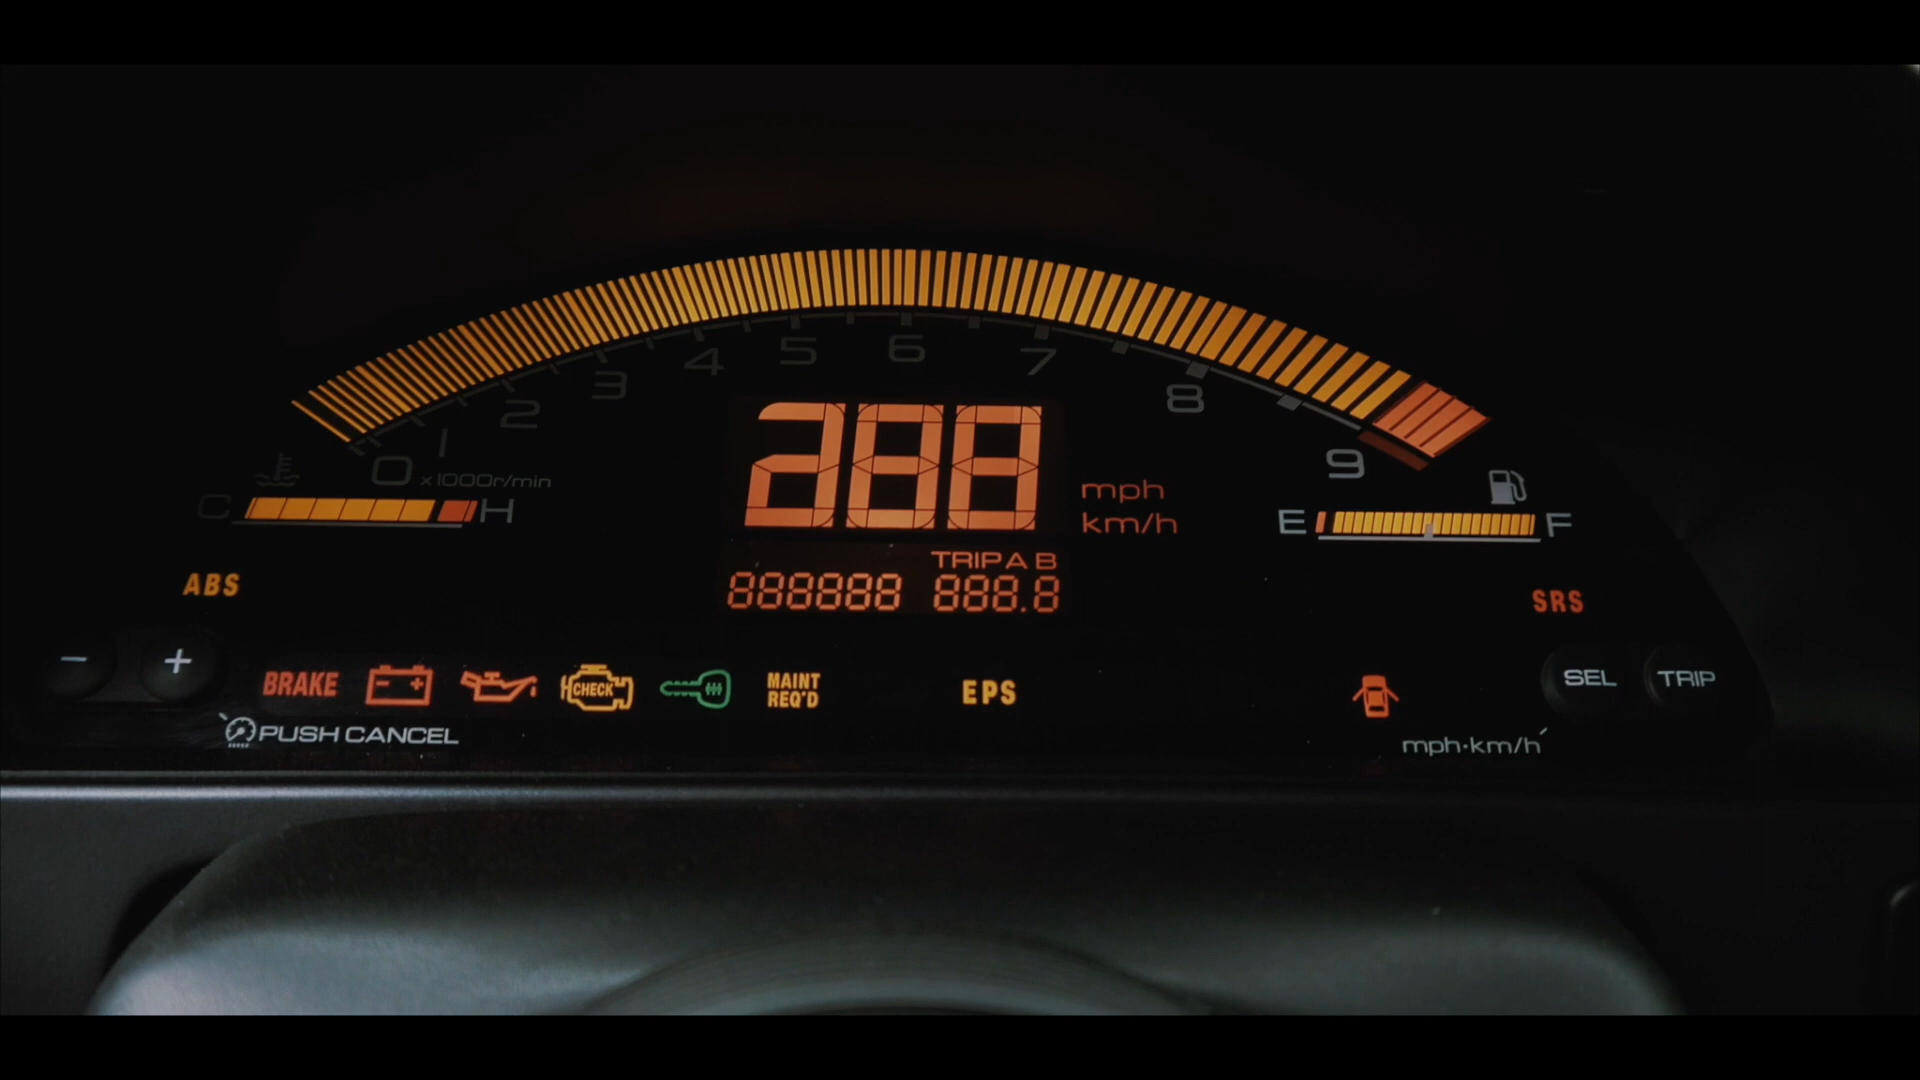 0 1 2 3 4 5 6 7 8 9
x1000r/min
C H
288
mph
km/h
E F
TRIP A B
888888 888.8
ABS
SRS
- +
BRAKE
- +
CHECK
MAINT
REQ'D
EPS
SEL TRIP
PUSH CANCEL
mph·km/h